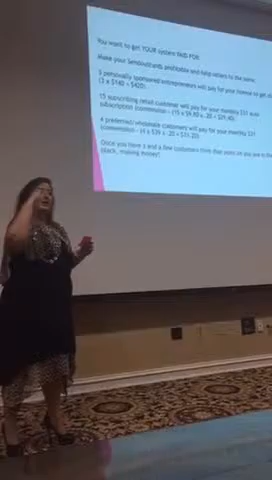 You want to get YOUR system PAID FOR
Make your SendOutCards profitable and help others to the same:
3 personally sponsored entrepreneurs will pay for your license to get
(3 x $140 = $420)
15 subscribing retail customer will pay for your monthly $31
subscription (commission - (15 x $9.80 x .20 = $29.40)
4 preferred/wholesale customers will pay for your monthly $31
(commission - (4 x $39 x .20 = $31.20)
Once you have 3 and a few customers from that point on you are in the
black, making money!